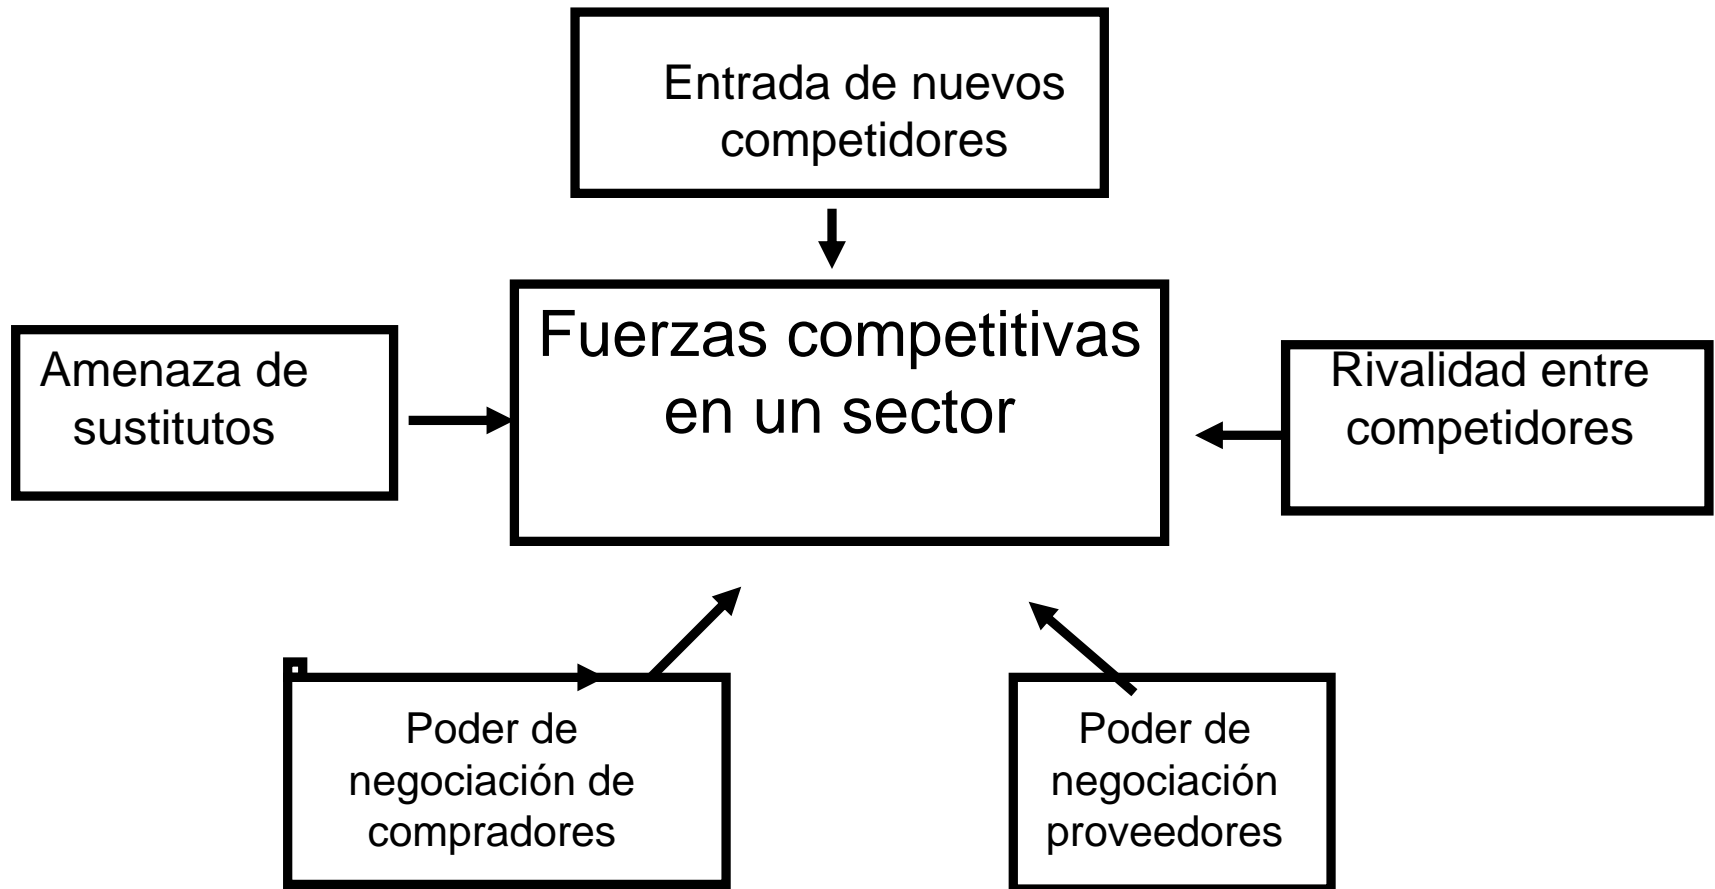 Entrada de nuevos
competidores
Fuerzas competitivas
en un sector
Amenaza de
sustitutos
Rivalidad entre
competidores
Poder de
negociación de
compradores
Poder de
negociación
proveedores